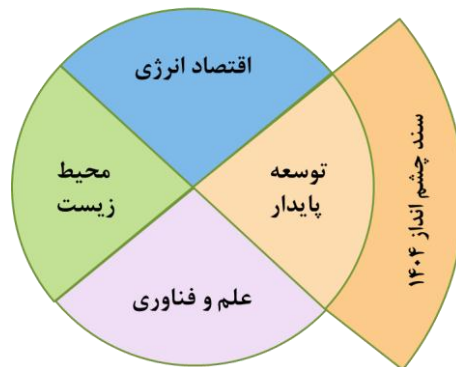 اقتصاد انرژی
توسعه
پایدار
محیط
زیست
علم و فناوری
سند چشم انداز ۱۴۰۴